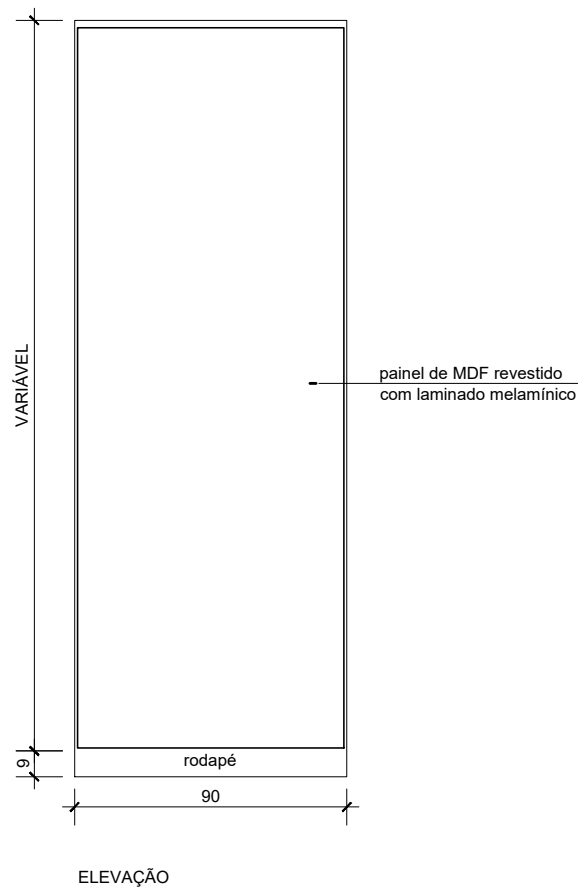 VARIÁVEL
painel de MDF revestido
com laminado melamínico
9
rodapé
90
ELEVAÇÃO